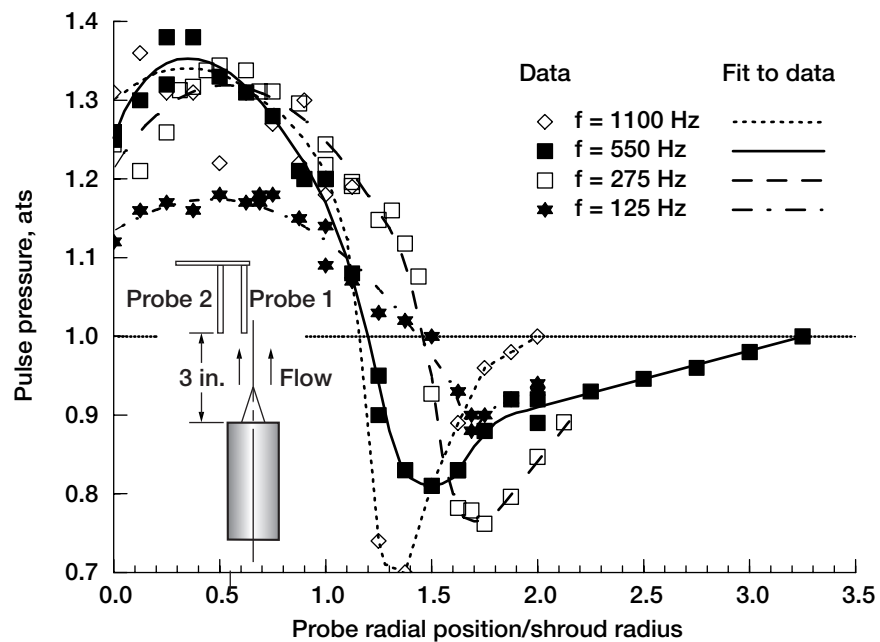 1.4
1.3
1.2
1.1
1.0
0.9
0.8
0.7
Pulse pressure, ats
Data Fit to data
f = 1100 Hz
f = 550 Hz
f = 275 Hz
f = 125 Hz
Probe 2 Probe 1
3 in. Flow
0.0 0.5 1.0 1.5 2.0 2.5 3.0 3.5
Probe radial position/shroud radius